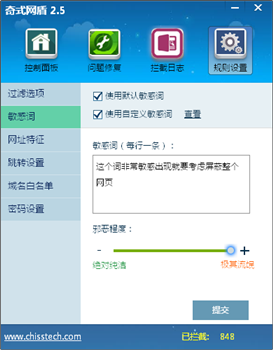 奇式网盾 2.5
控制面板 问题修复 拦截日志 规则设置
过滤选项
敏感词
网址特征
跳转设置
域名白名单
密码设置
使用默认敏感词
使用自定义敏感词 查看
敏感词（每行一条）：
这个词非常敏感出现就要考虑屏蔽整个
网页
邪恶程度：
- +
绝对纯洁 极其流氓
提交
www.chisstech.com 已拦截： 848